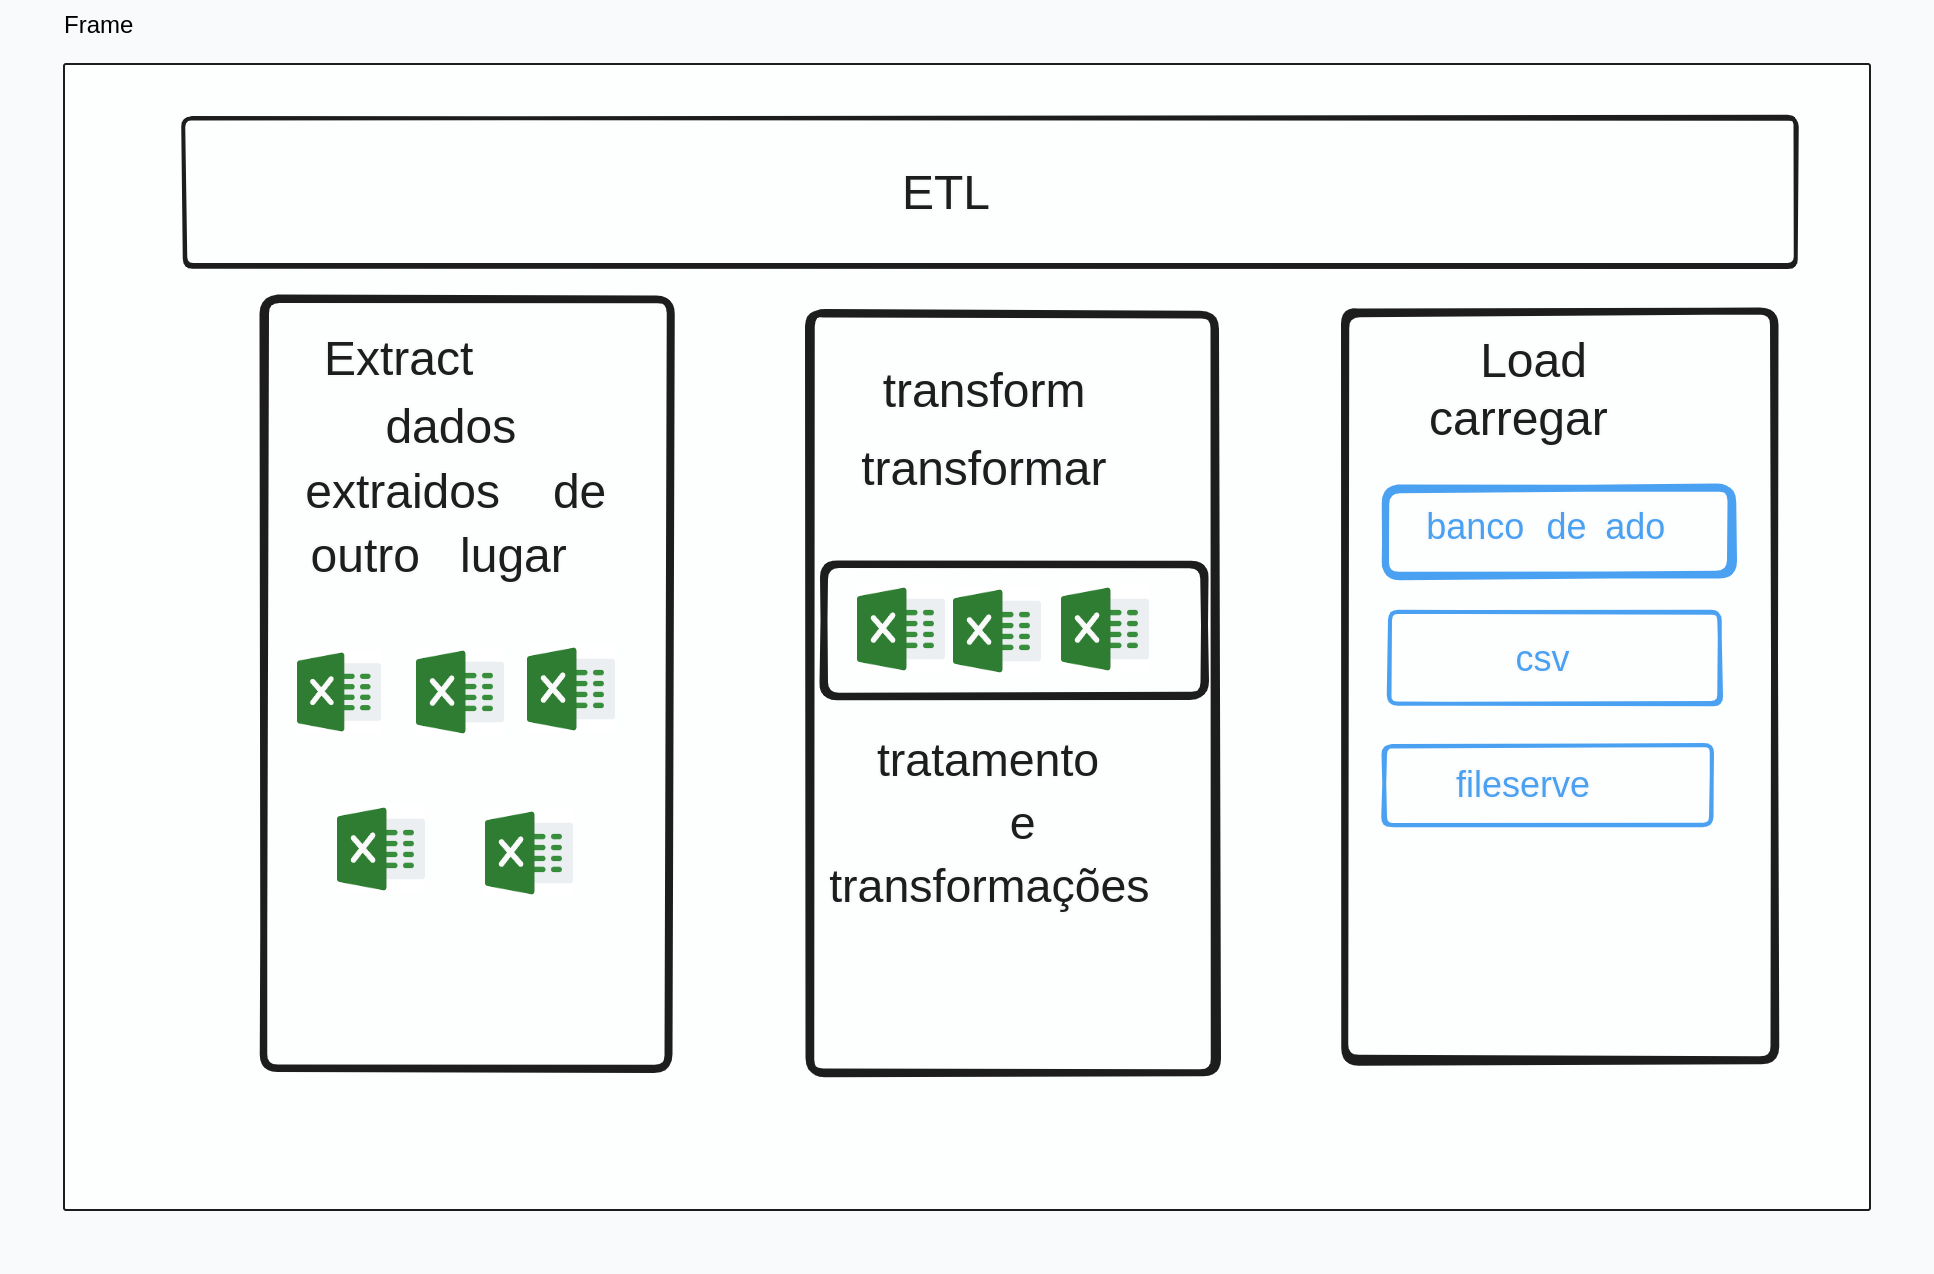 Frame
ETL
Extract
dados
extraidos de
outro lugar
transform
transformar
tratamento
e
transformações
Load
carregar
banco de ado
csv
fileserve